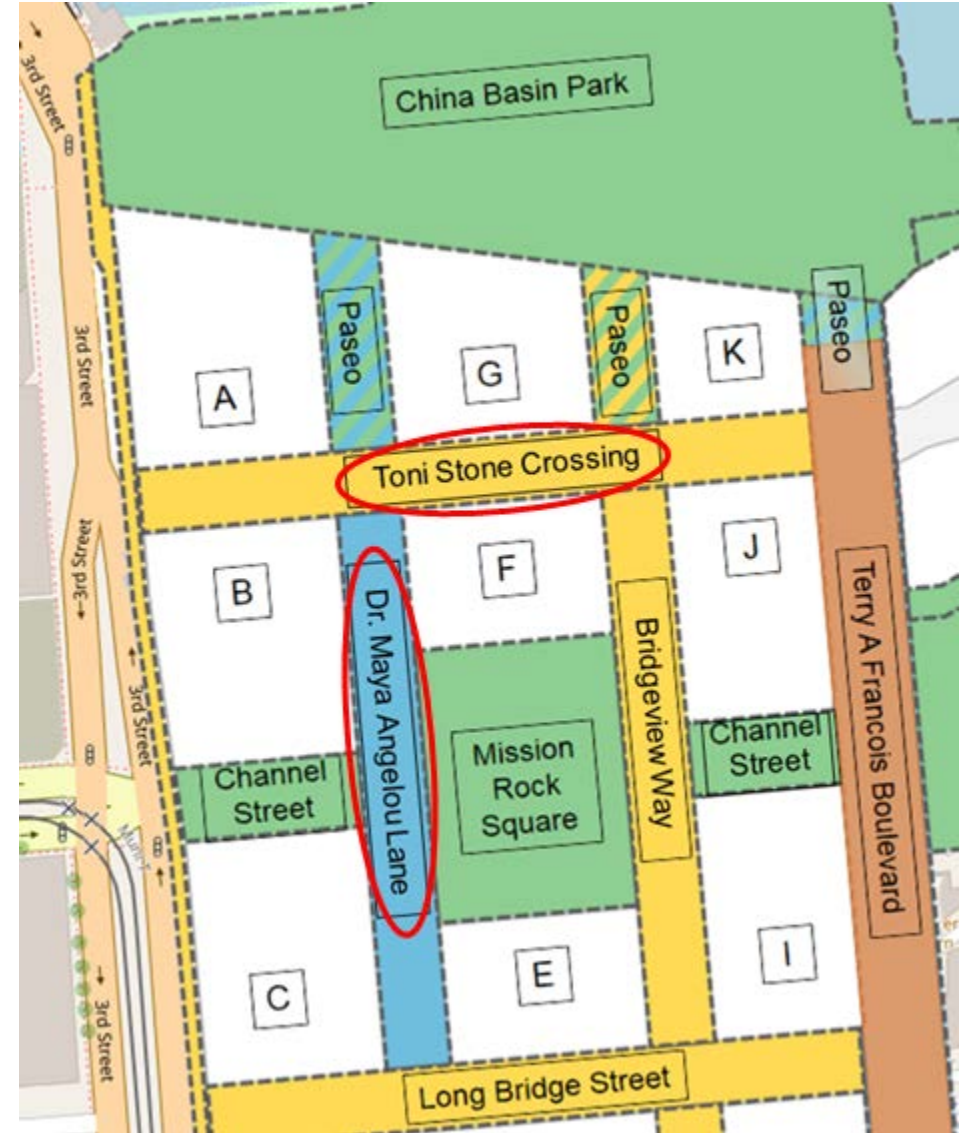 3rd Street
China Basin Park
Paseo
Paseo
Paseo
3rd Street
A
G
K
Toni Stone Crossing
3rd Street→
B
F
J
Dr. Maya Angelou Lane
Bridgeview Way
Terry A Francois Boulevard
3rd Street
Channel
Street
Mission
Rock
Square
Channel
Street
C
E
I
3rd Street
Long Bridge Street